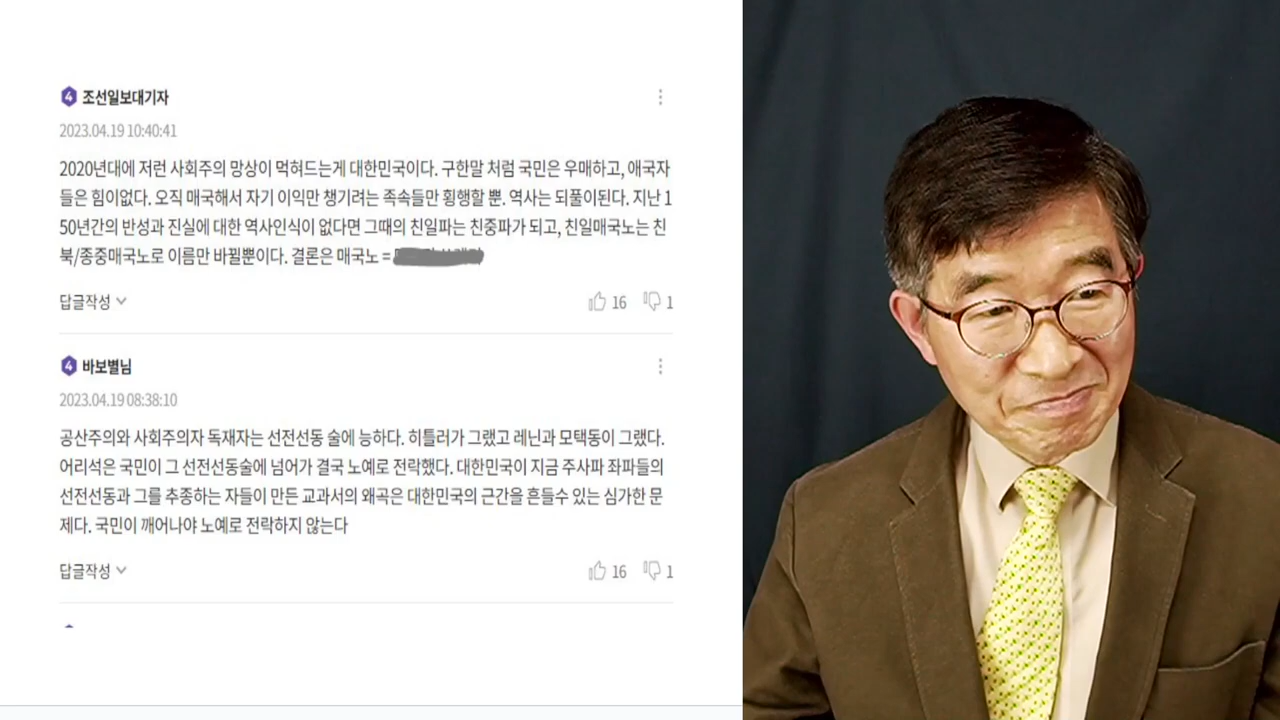 4 조선일보대기자
2023.04.19 10:40:41
2020년대에 저런 사회주의 망상이 먹혀드는게 대한민국이다. 구한말 처럼 국민은 우매하고, 애국자
들은 힘이없다. 오직 매국해서 자기 이익만 챙기려는 족속들만 횡행할 뿐. 역사는 되풀이된다. 지난 1
50년간의 반성과 진실에 대한 역사인식이 없다면 그때의 친일파는 친중파가 되고, 친일매국노는 친
북/종중매국노로 이름만 바뀔뿐이다. 결론은 매국노 =
답글작성 16 1
4 바보별님
2023.04.19 08:38:10
공산주의와 사회주의자 독재자는 선전선동 술에 능하다. 히틀러가 그랬고 레닌과 모택동이 그랬다.
어리석은 국민이 그 선전선동술에 넘어가 결국 노예로 전락했다. 대한민국이 지금 주사파 좌파들의
선전선동과 그를 추종하는 자들이 만든 교과서의 왜곡은 대한민국의 근간을 흔들수 있는 심가한 문
제다. 국민이 깨어나야 노예로 전락하지 않는다
답글작성 16 1